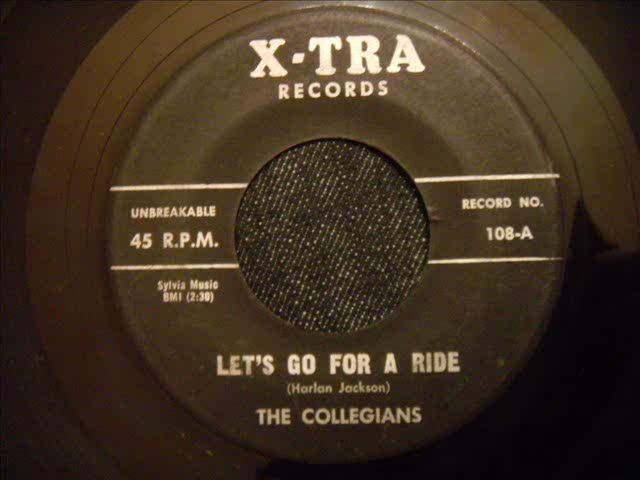 X-TRA
RECORDS
UNBREAKABLE
45 R.P.M.
RECORD NO.
108-A
Sylvia Music
BMI (2:30)
LET'S GO FOR A RIDE
(Harlan Jackson)
THE COLLEGIANS